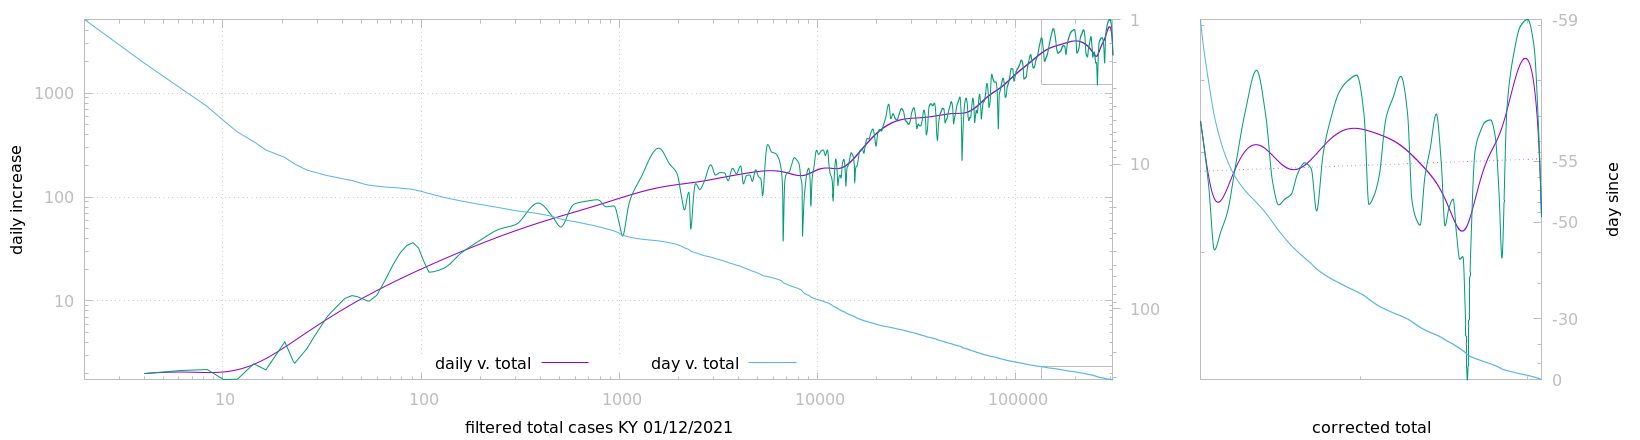 1
-59
1000
daily increase
10
-55
day since
100
-50
10
100
-30
daily v. total
day v. total
0
10
100
1000
10000
100000
filtered total cases KY 01/12/2021
corrected total